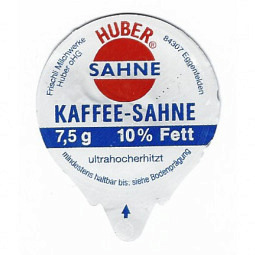 HUBER®
SAHNE
Frischli Milchwerke
Huber oHG
84307 Eggenfelden
KAFFEE-SAHNE
7,5 g 10% Fett
ultrahocherhitzt
mindestens haltbar bis: siehe Bodenprägung